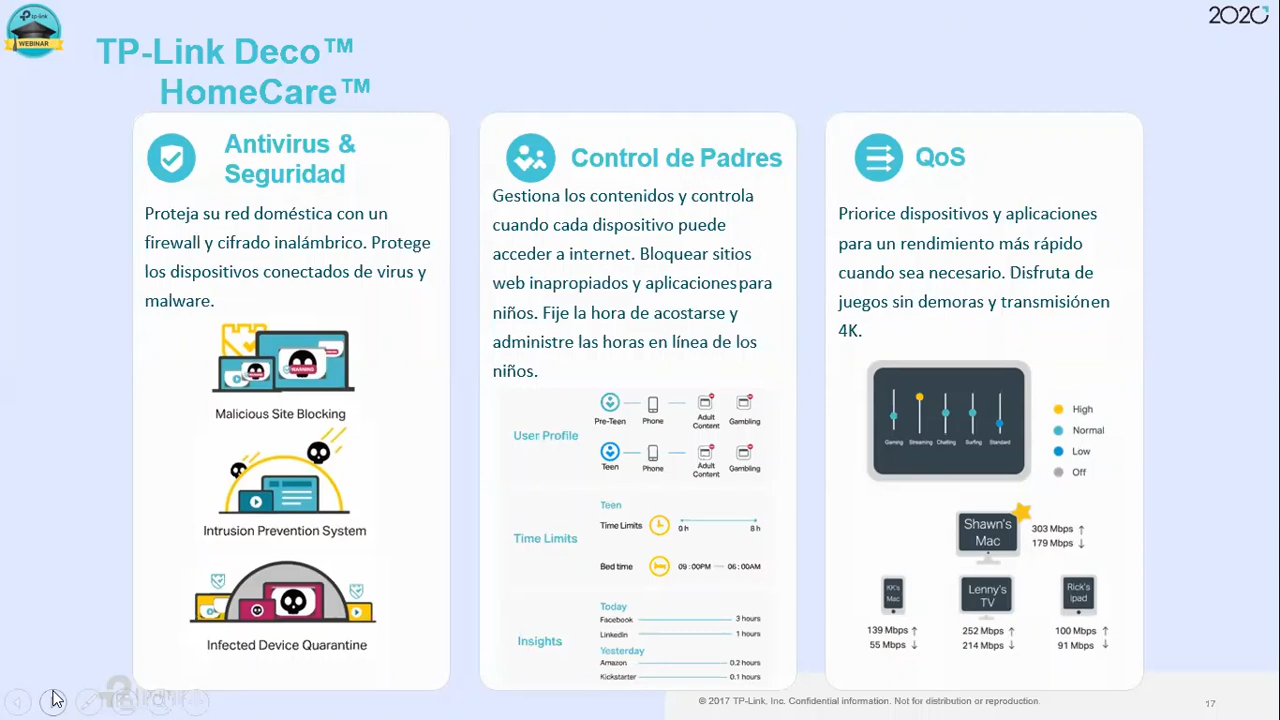 tp-link
WEBINAR
2020
TP-Link Deco™
HomeCare™
Antivirus &
Seguridad
Proteja su red doméstica con un
firewall y cifrado inalámbrico. Protege
los dispositivos conectados de virus y
malware.
WARNING
WARNING
Malicious Site Blocking
Intrusion Prevention System
Infected Device Quarantine
Control de Padres
Gestiona los contenidos y controla
cuando cada dispositivo puede
acceder a internet. Bloquear sitios
web inapropiados y aplicaciones para
niños. Fije la hora de acostarse y
administre las horas en línea de los
niños.
User Profile
Pre-Teen Phone Adult Content Gambling
Teen Phone Adult Content Gambling
Time Limits
Teen
Time Limits 0 h 8 h
Bed time 09 :00PM — 06 :00AM
Insights
Today
Facebook 3 hours
Linkedin 1 hours
Yesterday
Amazon 0.2 hours
Kickstarter 0.1 hours
QoS
Priorice dispositivos y aplicaciones
para un rendimiento más rápido
cuando sea necesario. Disfruta de
juegos sin demoras y transmisión en
4K.
Gaming Streaming Chatting Surfing Standard
High
Normal
Low
Off
Shawn's
Mac
303 Mbps ↑
179 Mbps ↓
KK's
Mac
139 Mbps ↑
55 Mbps ↓
Lenny's
TV
252 Mbps ↑
214 Mbps ↓
Rick's
ipad
100 Mbps ↑
91 Mbps ↓
© 2017 TP-Link, Inc. Confidential information. Not for distribution or reproduction.
17